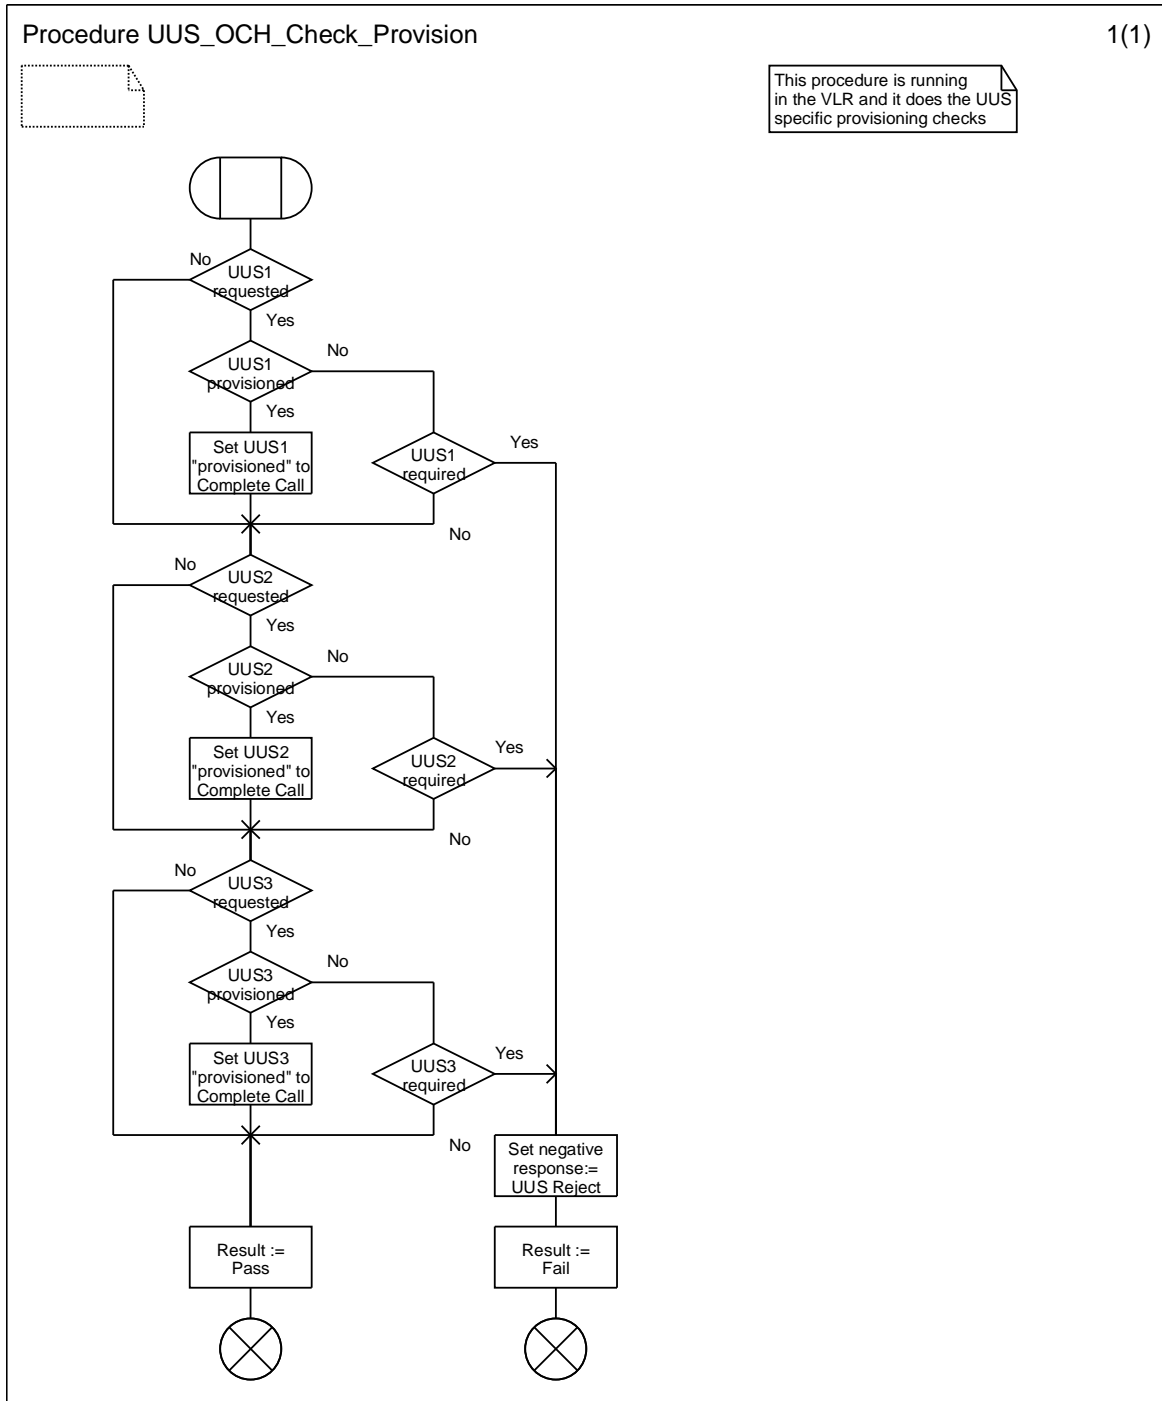 Procedure UUS_OCH_Check_Provision
1(1)
This procedure is running
in the VLR and it does the UUS
specific provisioning checks
No
UUS1
requested
Yes
UUS1
provisioned
No
Yes
Set UUS1
"provisioned" to
Complete Call
UUS1
required
Yes
No
No
UUS2
requested
Yes
UUS2
provisioned
No
Yes
Set UUS2
"provisioned" to
Complete Call
UUS2
required
Yes
No
No
UUS3
requested
Yes
UUS3
provisioned
No
Yes
Set UUS3
"provisioned" to
Complete Call
UUS3
required
Yes
No
Set negative
response:=
UUS Reject
Result :=
Pass
Result :=
Fail